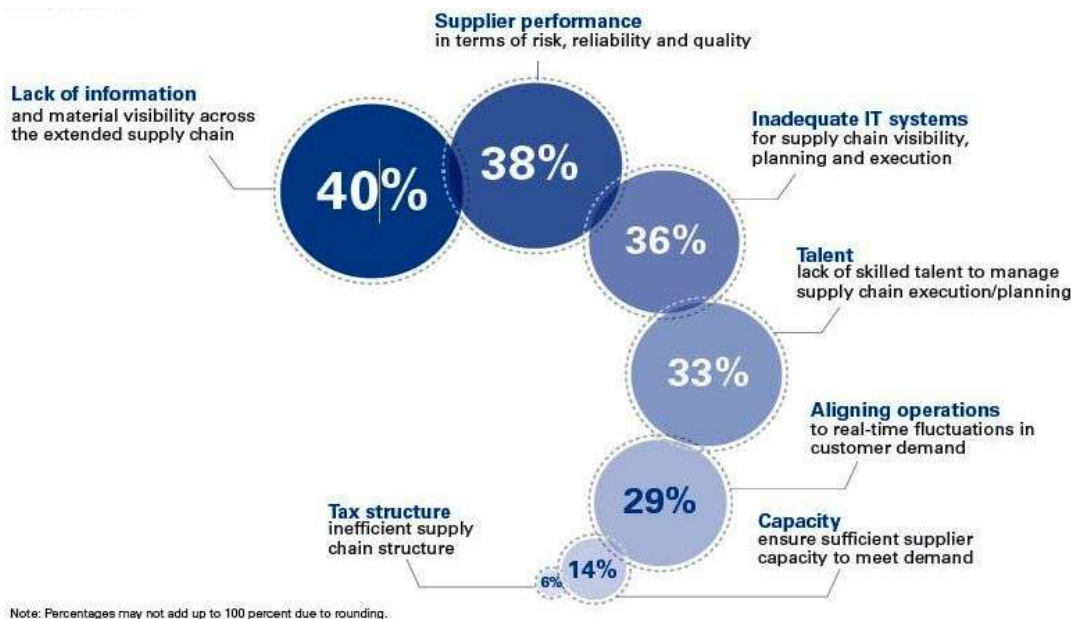 Supplier performance
in terms of risk, reliability and quality
Lack of information
and material visibility across
the extended supply chain
Inadequate IT systems
for supply chain visibility,
planning and execution
40%
38%
36%
Talent
lack of skilled talent to manage
supply chain execution/planning
33%
Aligning operations
to real-time fluctuations in
customer demand
29%
Tax structure
inefficient supply
chain structure
Capacity
ensure sufficient supplier
capacity to meet demand
14%
6%
Note: Percentages may not add up to 100 percent due to rounding.